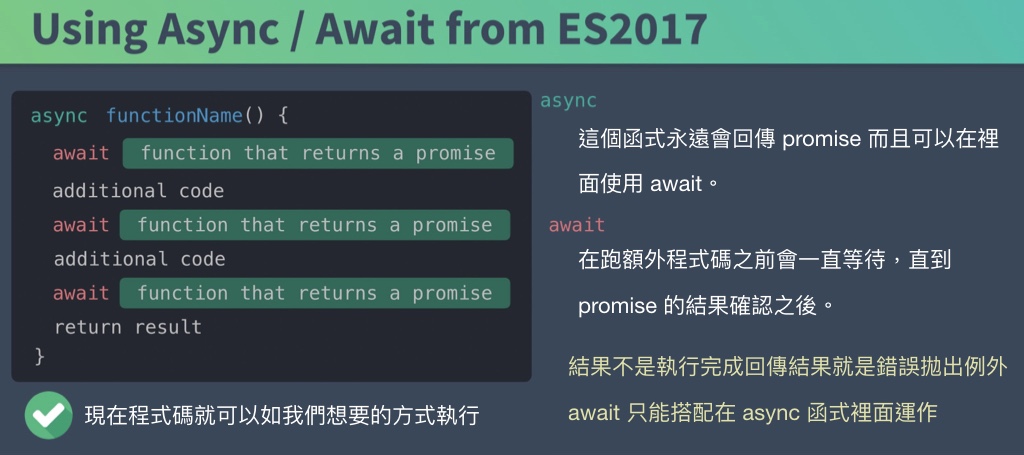 Using Async / Await from ES2017
async functionName() {
await function that returns a promise
additional code
await function that returns a promise
additional code
await function that returns a promise
return result
}
現在程式碼就可以如我們想要的方式執行
async
這個函式永遠會回傳 promise 而且可以在裡
面使用 await。
await
在跑額外程式碼之前會一直等待，直到
promise 的結果確認之後。
結果不是執行完成回傳結果就是錯誤拋出例外
await 只能搭配在 async 函式裡面運作